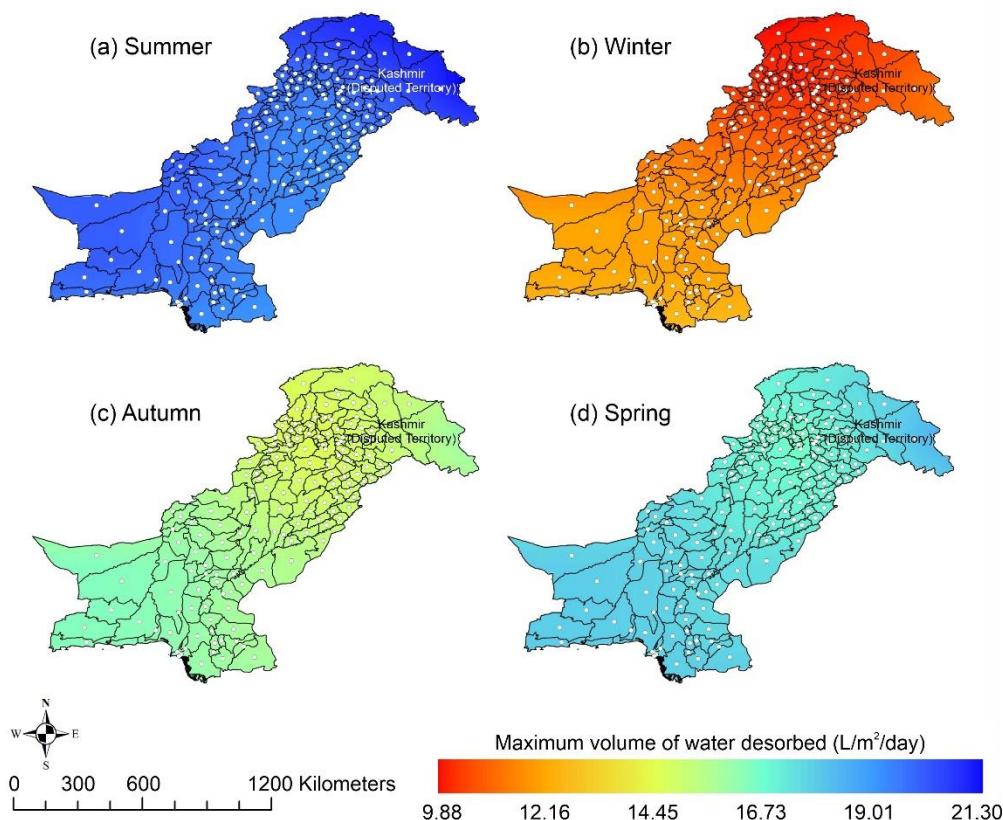 (a) Summer
Kashmir
(Disputed Territory)
(b) Winter
Kashmir
(Disputed Territory)
(c) Autumn
Kashmir
(Disputed Territory)
(d) Spring
Kashmir
(Disputed Territory)
N
W E
S
0 300 600 1200 Kilometers
Maximum volume of water desorbed (L/m²/day)
9.88 12.16 14.45 16.73 19.01 21.30